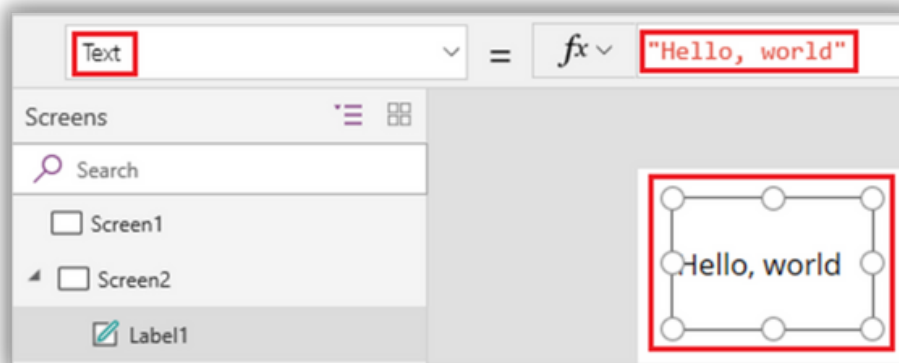 Text = fx "Hello, world"
Screens
Search
Screen1
Screen2
Label1
Hello, world